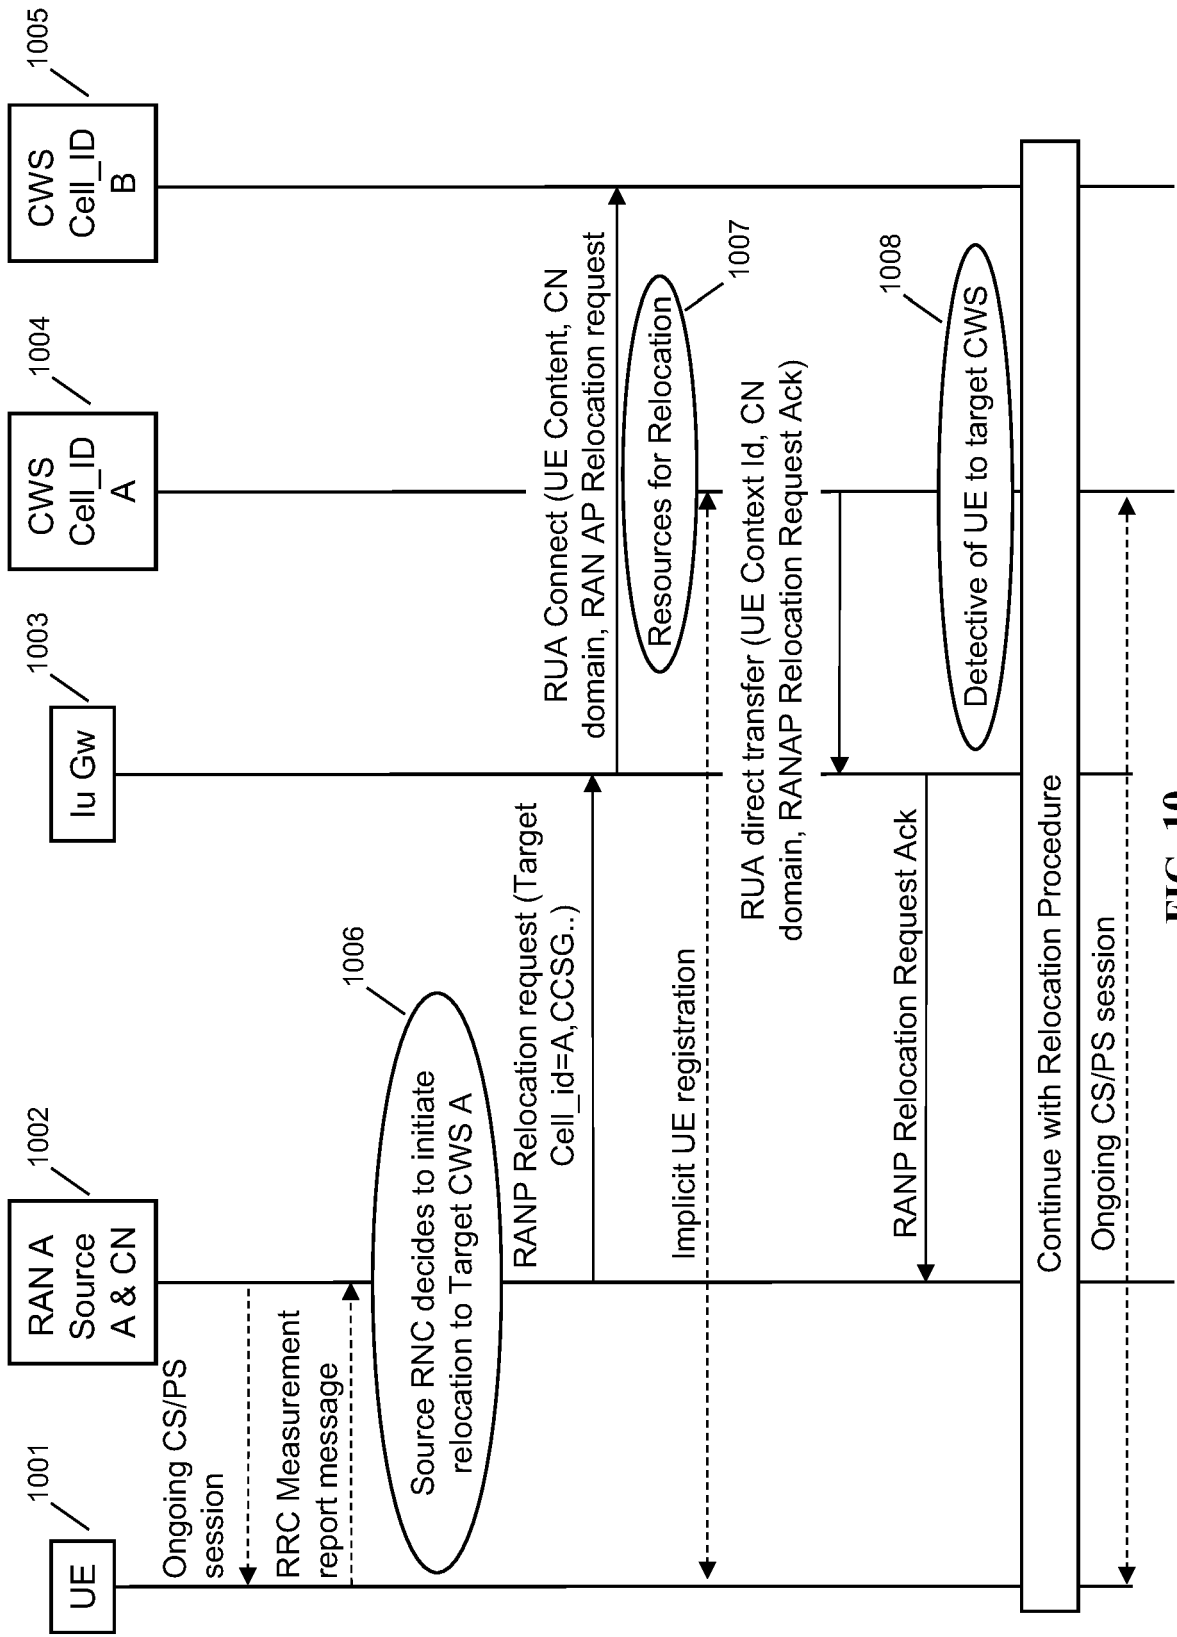 1001
UE
1002
RAN A
Source
A & CN
1003
Iu Gw
1004
CWS
Cell_ID
A
1005
CWS
Cell_ID
B
Ongoing CS/PS
session
RRC Measurement
report message
1006
Source RNC decides to initiate
relocation to Target CWS A
RANP Relocation request (Target
Cell_id=A,CCSG..)
RUA Connect (UE Content, CN
domain, RAN AP Relocation request
1007
Resources for Relocation
Implicit UE registration
RUA direct transfer (UE Context Id, CN
domain, RANAP Relocation Request Ack)
RANP Relocation Request Ack
1008
Detective of UE to target CWS
Continue with Relocation Procedure
Ongoing CS/PS session
FIG. 10